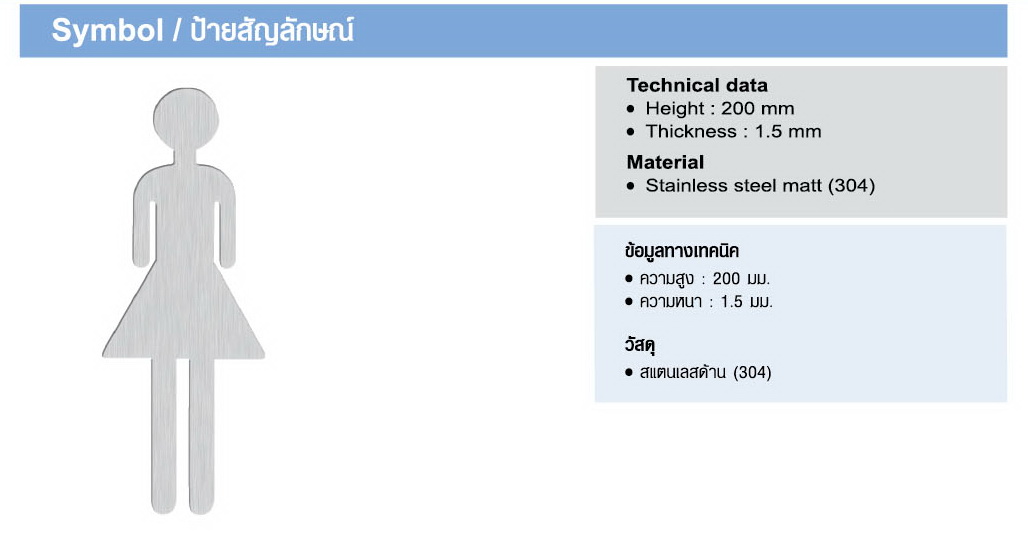 Symbol / ป้ายสัญลักษณ์
Technical data
• Height : 200 mm
• Thickness : 1.5 mm
Material
• Stainless steel matt (304)
ข้อมูลทางเทคนิค
• ความสูง : 200 มม.
• ความหนา : 1.5 มม.
วัสดุ
• สแตนเลสด้าน (304)